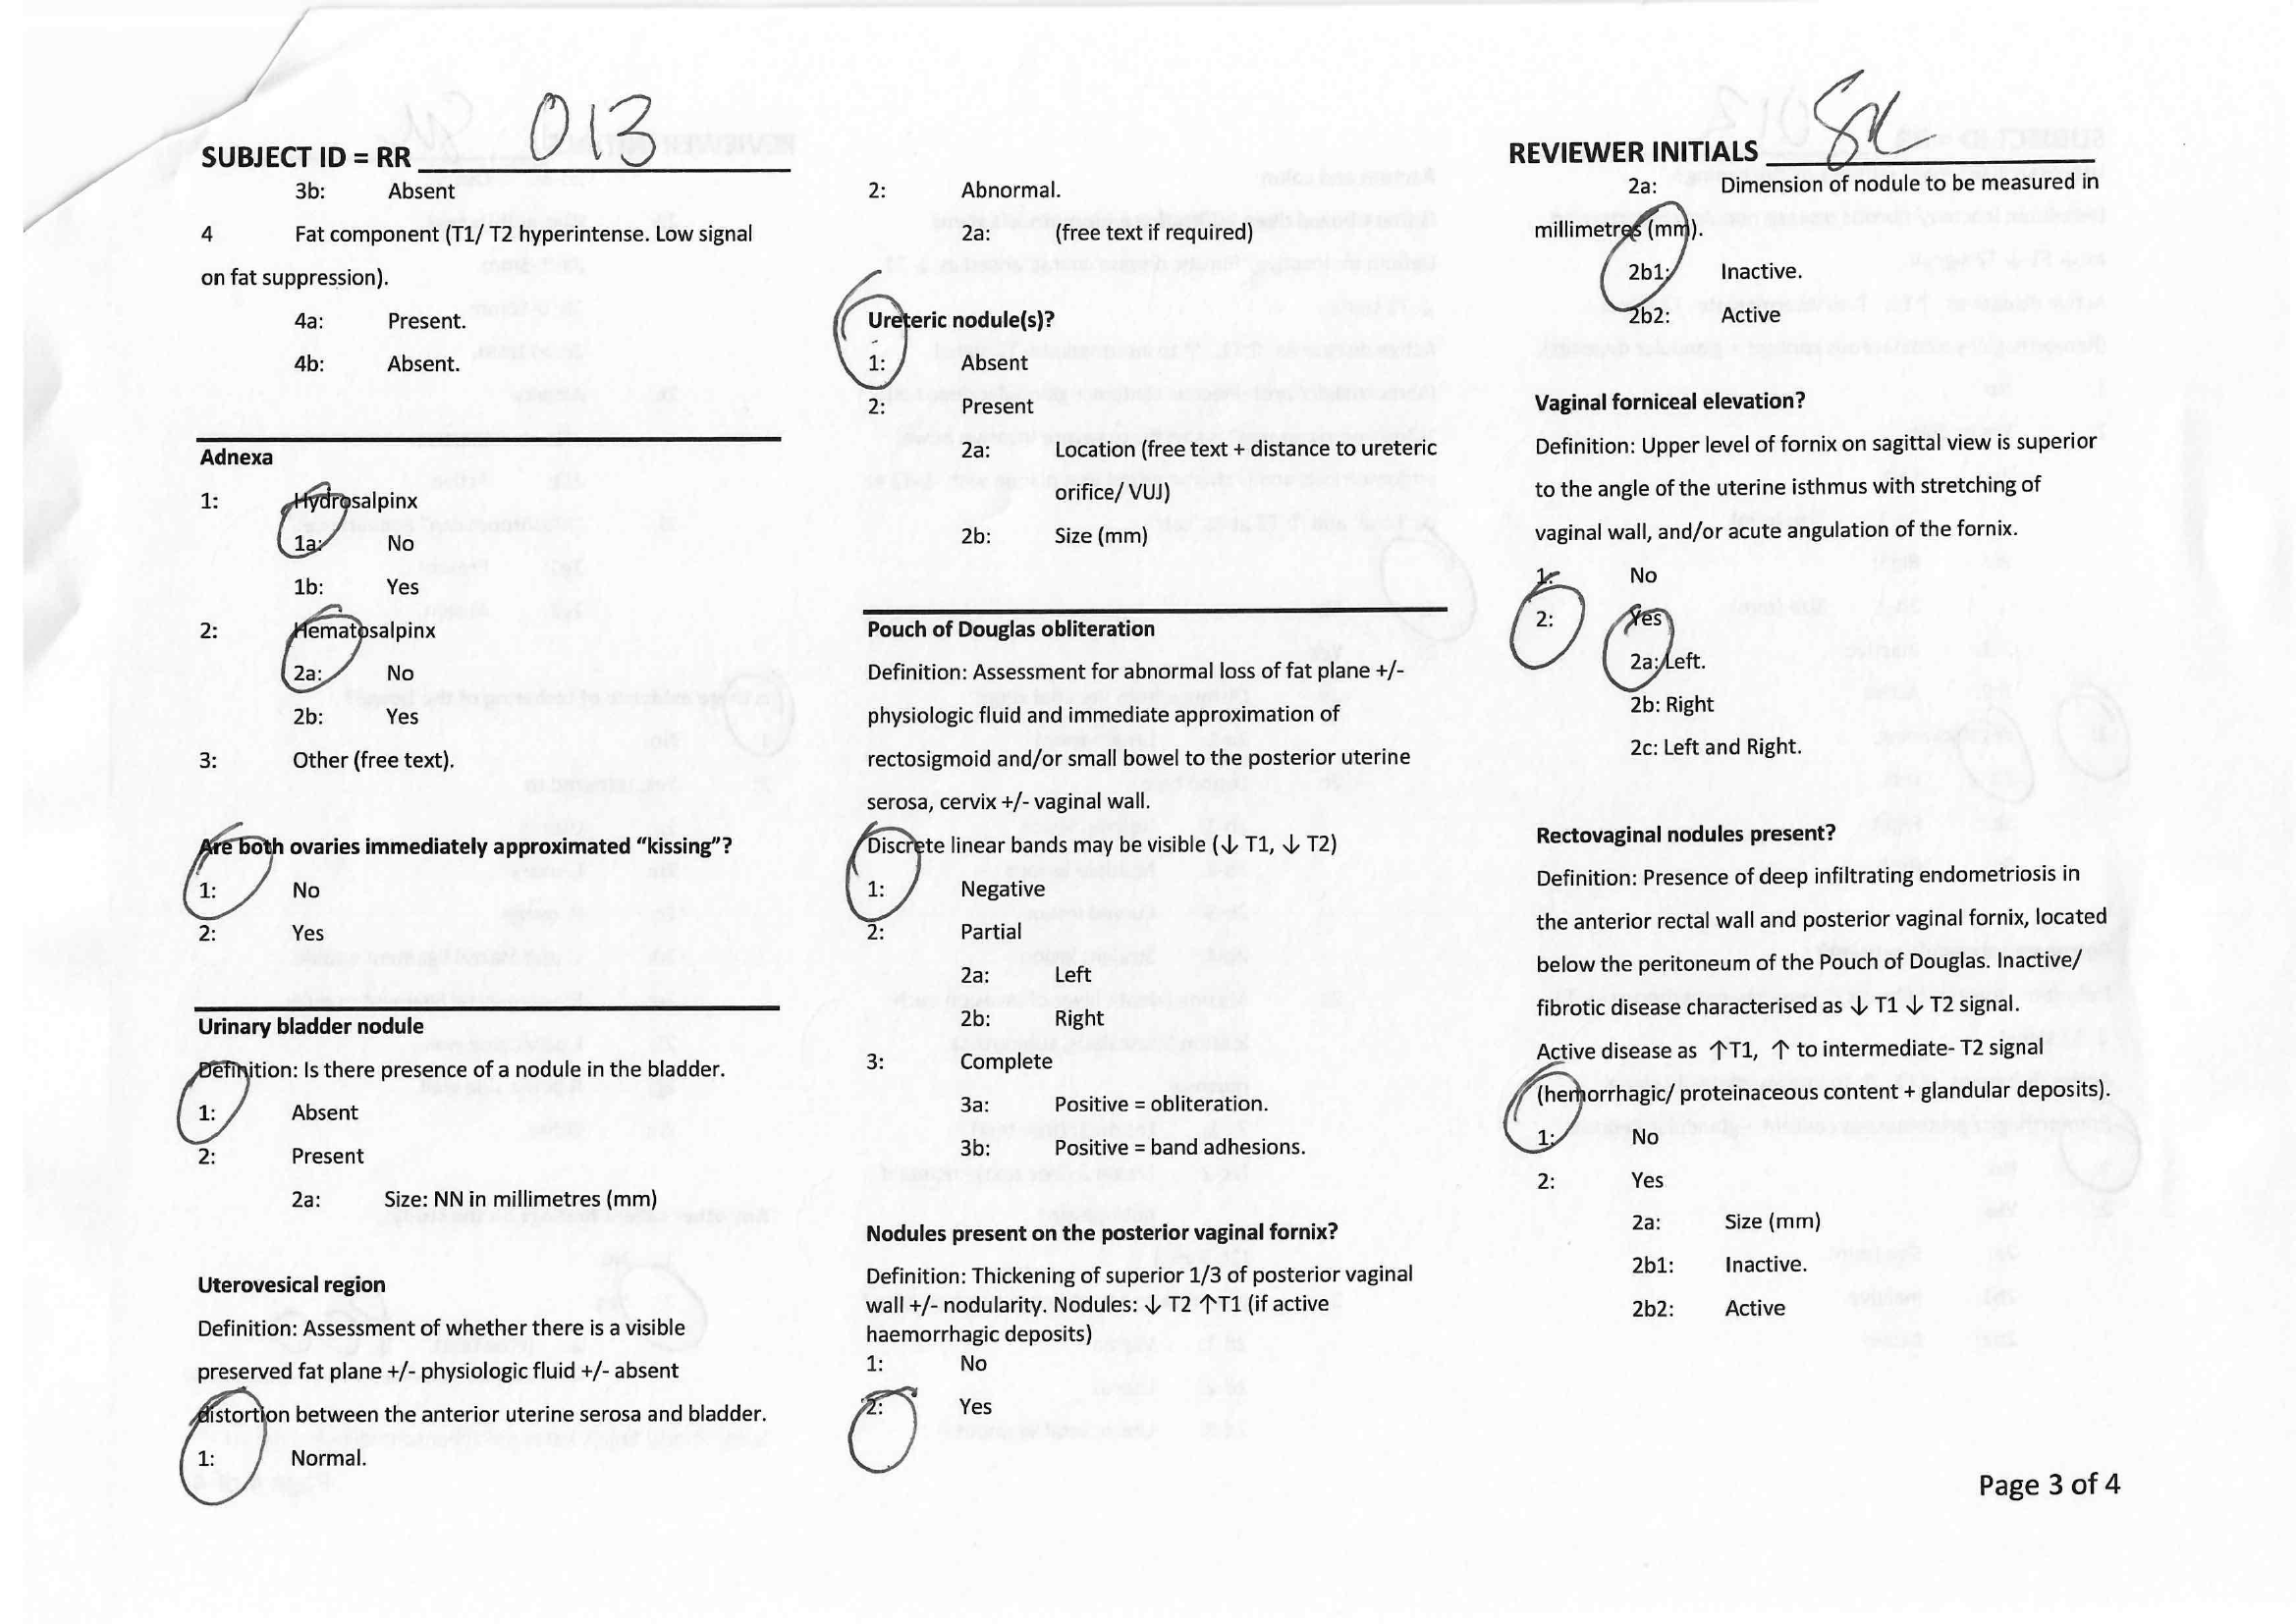 SUBJECT ID = RR 013
3b: Absent
4 Fat component (T1/ T2 hyperintense. Low signal
on fat suppression).
4a: Present.
4b: Absent.
Adnexa
1: Hydrosalpinx
1a: No
1b: Yes
2: Hematosalpinx
2a: No
2b: Yes
3: Other (free text).
Are both ovaries immediately approximated “kissing”?
1: No
2: Yes
Urinary bladder nodule
Definition: Is there presence of a nodule in the bladder.
1: Absent
2: Present
2a: Size: NN in millimetres (mm)
Uterovesical region
Definition: Assessment of whether there is a visible
preserved fat plane +/- physiologic fluid +/- absent
distortion between the anterior uterine serosa and bladder.
1: Normal.
2: Abnormal.
2a: (free text if required)
Ureteric nodule(s)?
1: Absent
2: Present
2a: Location (free text + distance to ureteric
orifice/ VUJ)
2b: Size (mm)
Pouch of Douglas obliteration
Definition: Assessment for abnormal loss of fat plane +/-
physiologic fluid and immediate approximation of
rectosigmoid and/or small bowel to the posterior uterine
serosa, cervix +/- vaginal wall.
Discrete linear bands may be visible (↓ T1, ↓ T2)
1: Negative
2: Partial
2a: Left
2b: Right
3: Complete
3a: Positive = obliteration.
3b: Positive = band adhesions.
Nodules present on the posterior vaginal fornix?
Definition: Thickening of superior 1/3 of posterior vaginal
wall +/- nodularity. Nodules: ↓ T2 ↑T1 (if active
haemorrhagic deposits)
1: No
2: Yes
REVIEWER INITIALS
2a: Dimension of nodule to be measured in
millimetres (mm).
2b1: Inactive.
2b2: Active
Vaginal forniceal elevation?
Definition: Upper level of fornix on sagittal view is superior
to the angle of the uterine isthmus with stretching of
vaginal wall, and/or acute angulation of the fornix.
1: No
2: Yes
2a: Left.
2b: Right
2c: Left and Right.
Rectovaginal nodules present?
Definition: Presence of deep infiltrating endometriosis in
the anterior rectal wall and posterior vaginal fornix, located
below the peritoneum of the Pouch of Douglas. Inactive/
fibrotic disease characterised as ↓ T1 ↓ T2 signal.
Active disease as ↑T1, ↑ to intermediate- T2 signal
(hemorrhagic/ proteinaceous content + glandular deposits).
1: No
2: Yes
2a: Size (mm)
2b1: Inactive.
2b2: Active
Page 3 of 4